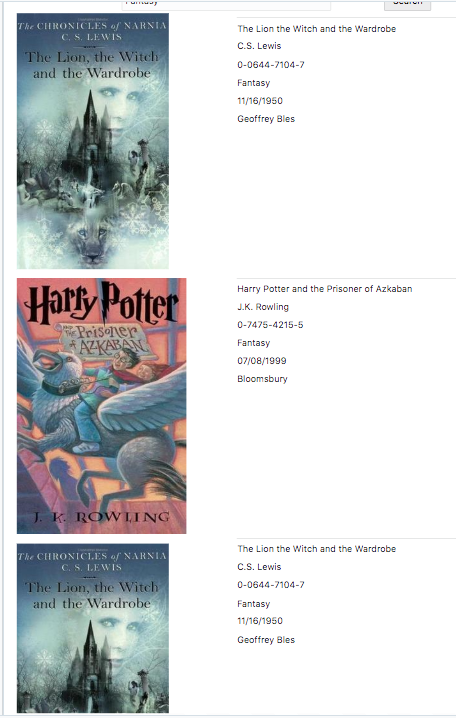 Fantasy
Search
The CHRONICLES of NARNIA
C. S. LEWIS
The Lion, the Witch
and the Wardrobe
The Lion the Witch and the Wardrobe
C.S. Lewis
0-0644-7104-7
Fantasy
11/16/1950
Geoffrey Bles
Harry Potter
AND THE
Prisoner
of AZKABAN
J. K. ROWLING
Harry Potter and the Prisoner of Azkaban
J.K. Rowling
0-7475-4215-5
Fantasy
07/08/1999
Bloomsbury
The CHRONICLES of NARNIA
C. S. LEWIS
The Lion, the Witch
and the Wardrobe
The Lion the Witch and the Wardrobe
C.S. Lewis
0-0644-7104-7
Fantasy
11/16/1950
Geoffrey Bles